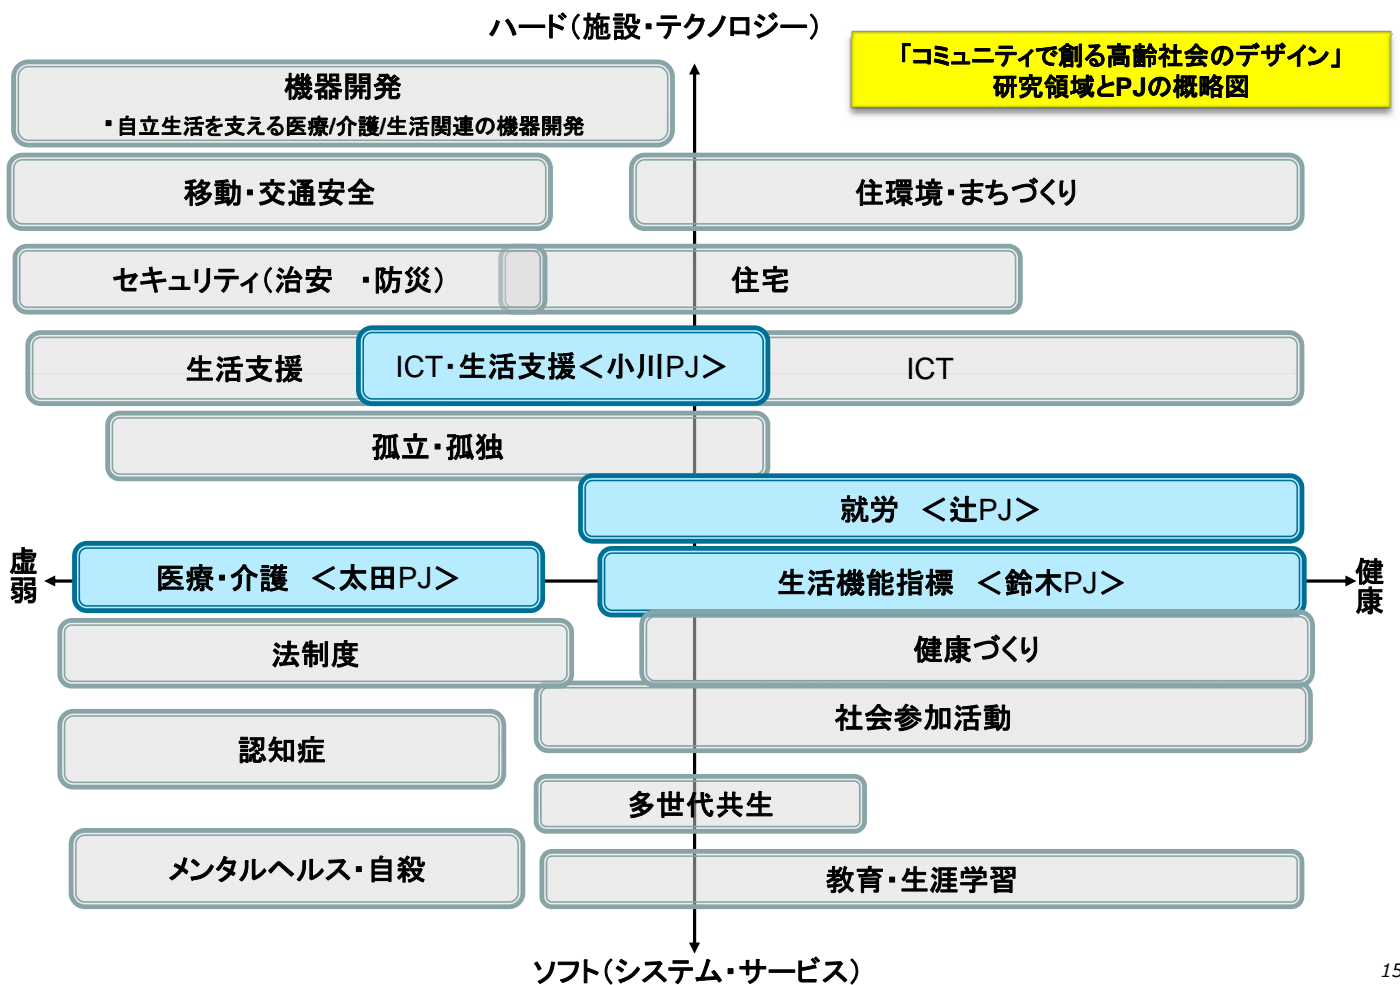 ハード(施設・テクノロジー)
「コミュニティで創る高齢社会のデザイン」
研究領域とPJの概略図
機器開発
・自立生活を支える医療/介護/生活関連の機器開発
移動・交通安全
住環境・まちづくり
セキュリティ(治安　・防災)
住宅
生活支援
ICT・生活支援<小川PJ>
ICT
孤立・孤独
就労　<辻PJ>
虚弱
医療・介護　<太田PJ>
生活機能指標　<鈴木PJ>
健康
法制度
健康づくり
社会参加活動
認知症
多世代共生
メンタルヘルス・自殺
教育・生涯学習
ソフト(システム・サービス)
15